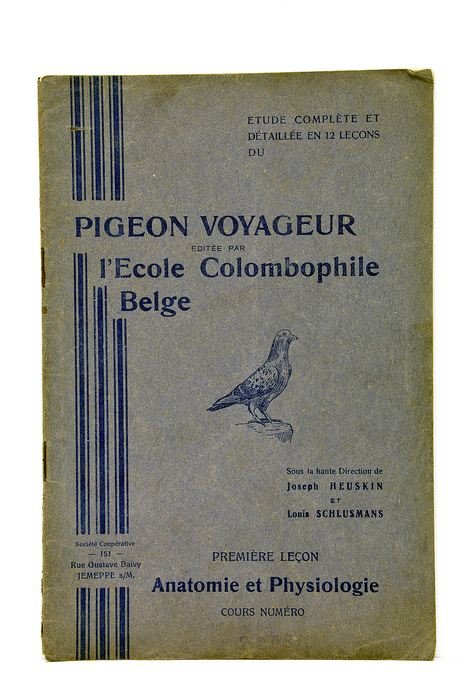 ETUDE COMPLÈTE ET
DÉTAILLÉE EN 12 LEÇONS
DU
PIGEON VOYAGEUR
EDITÉE PAR
l'Ecole Colombophile
Belge
Sous la haute Direction de
Joseph HEUSKIN
ET
Louis SCHLUSMANS
Société Coopérative
— 151 —
Rue Gustave Baivy
JEMEPPE s/M.
PREMIÈRE LEÇON
Anatomie et Physiologie
COURS NUMÉRO